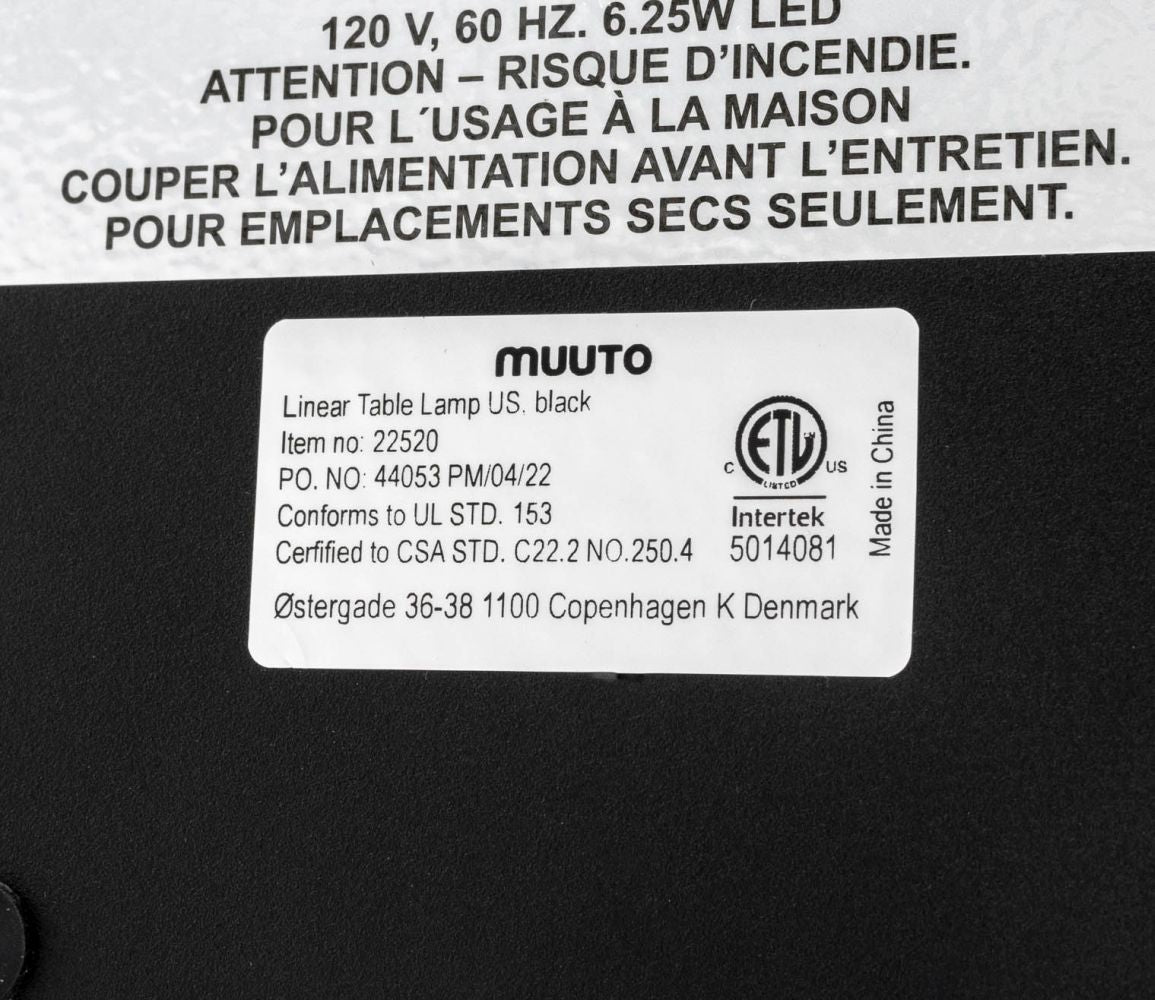 120 V, 60 HZ. 6.25W LED
ATTENTION – RISQUE D'INCENDIE.
POUR L´USAGE À LA MAISON
COUPER L'ALIMENTATION AVANT L'ENTRETIEN.
POUR EMPLACEMENTS SECS SEULEMENT.
muuto
Linear Table Lamp US. black
Item no: 22520
PO. NO: 44053 PM/04/22
Conforms to UL STD. 153
Cerfified to CSA STD. C22.2 NO.250.4
Østergade 36-38 1100 Copenhagen K Denmark
ETL
C US
LISTED
Intertek
5014081
Made in China